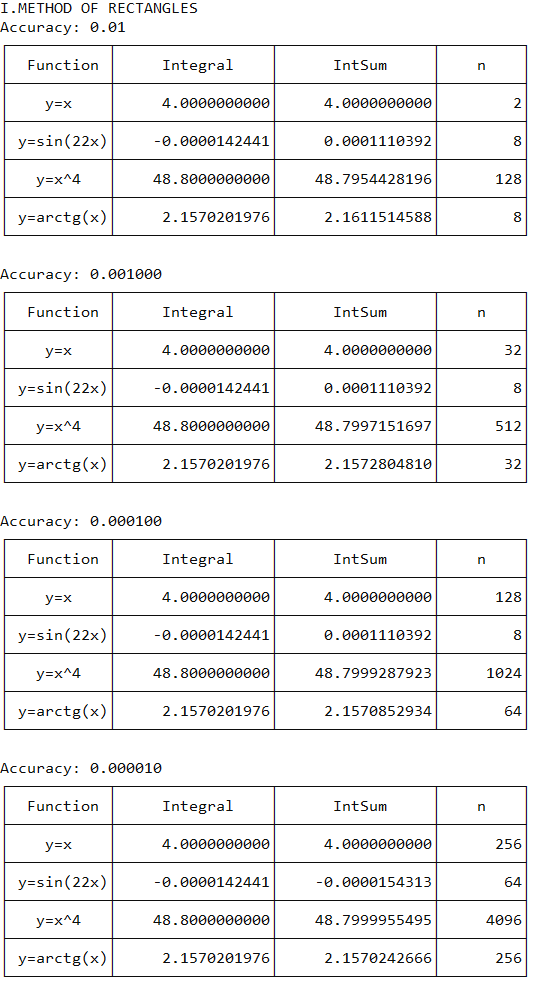 I.METHOD OF RECTANGLES
Accuracy: 0.01
Function Integral IntSum n
y=x 4.0000000000 4.0000000000 2
y=sin(22x) -0.0000142441 0.0001110392 8
y=x^4 48.8000000000 48.7954428196 128
y=arctg(x) 2.1570201976 2.1611514588 8
Accuracy: 0.001000
Function Integral IntSum n
y=x 4.0000000000 4.0000000000 32
y=sin(22x) -0.0000142441 0.0001110392 8
y=x^4 48.8000000000 48.7997151697 512
y=arctg(x) 2.1570201976 2.1572804810 32
Accuracy: 0.000100
Function Integral IntSum n
y=x 4.0000000000 4.0000000000 128
y=sin(22x) -0.0000142441 0.0001110392 8
y=x^4 48.8000000000 48.7999287923 1024
y=arctg(x) 2.1570201976 2.1570852934 64
Accuracy: 0.000010
Function Integral IntSum n
y=x 4.0000000000 4.0000000000 256
y=sin(22x) -0.0000142441 -0.0000154313 64
y=x^4 48.8000000000 48.7999955495 4096
y=arctg(x) 2.1570201976 2.1570242666 256